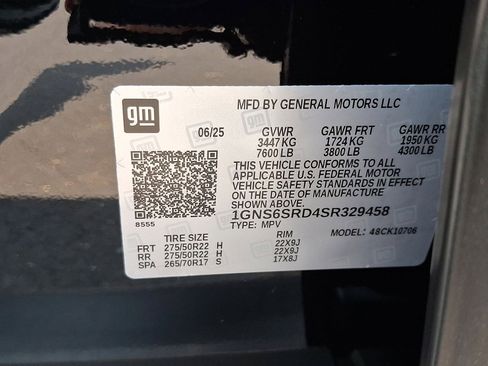 gm
MFD BY GENERAL MOTORS LLC
06/25 GVWR GAWR FRT GAWR RR
3447 KG 1724 KG 1950 KG
7600 LB 3800 LB 4300 LB
THIS VEHICLE CONFORMS TO ALL
APPLICABLE U.S. FEDERAL MOTOR
VEHICLE SAFETY STANDARDS IN EFFECT
ON THE DATE OF MANUFACTURE
SHOWN ABOVE.
8555 1GNS6SRD4SR329458
TYPE: MPV MODEL: 48CK10706
TIRE SIZE RIM
FRT 275/50R22 H 22X9J
RR 275/50R22 H 22X9J
SPA 265/70R17 S 17X8J